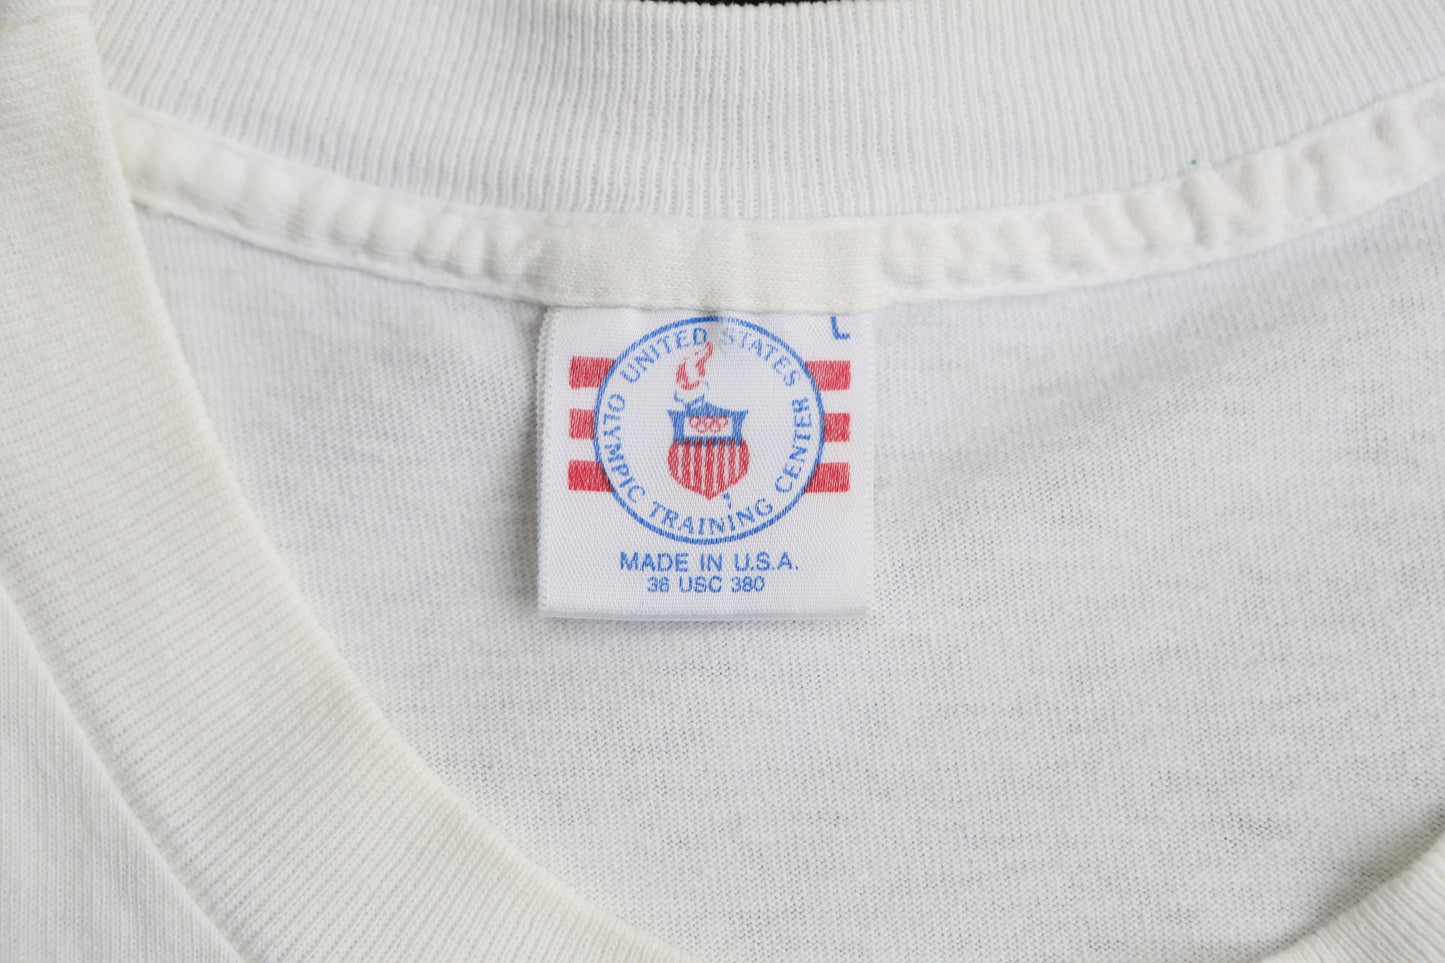 L
UNITED STATES
OLYMPIC TRAINING CENTER
MADE IN U.S.A.
36 USC 380